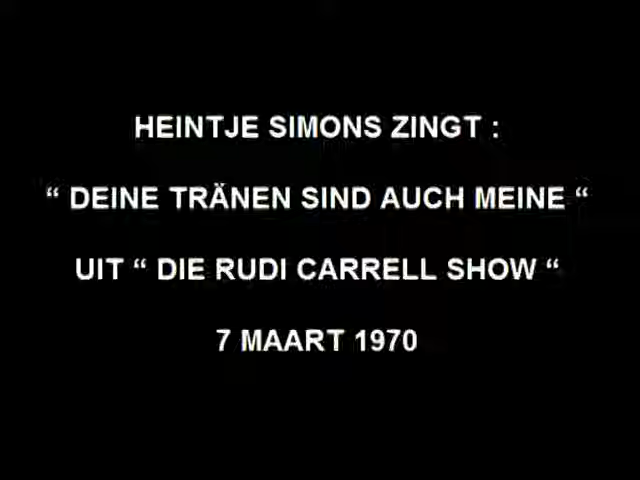 HEINTJE SIMONS ZINGT :
“ DEINE TRÄNEN SIND AUCH MEINE “
UIT “ DIE RUDI CARRELL SHOW “
7 MAART 1970